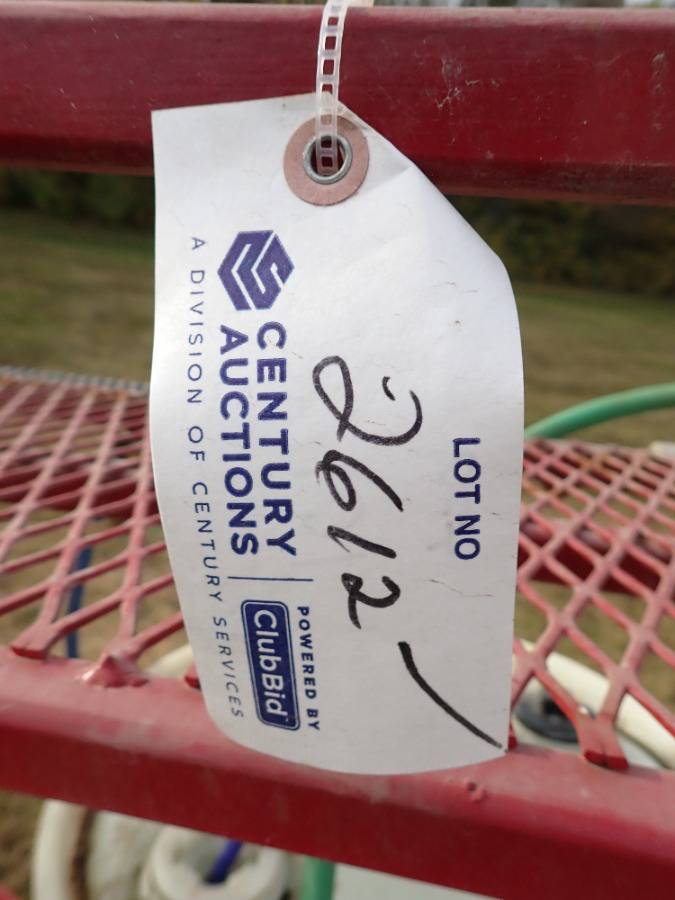 LOT NO
2612
CENTURY
AUCTIONS
A DIVISION OF CENTURY SERVICES
POWERED BY
ClubBid